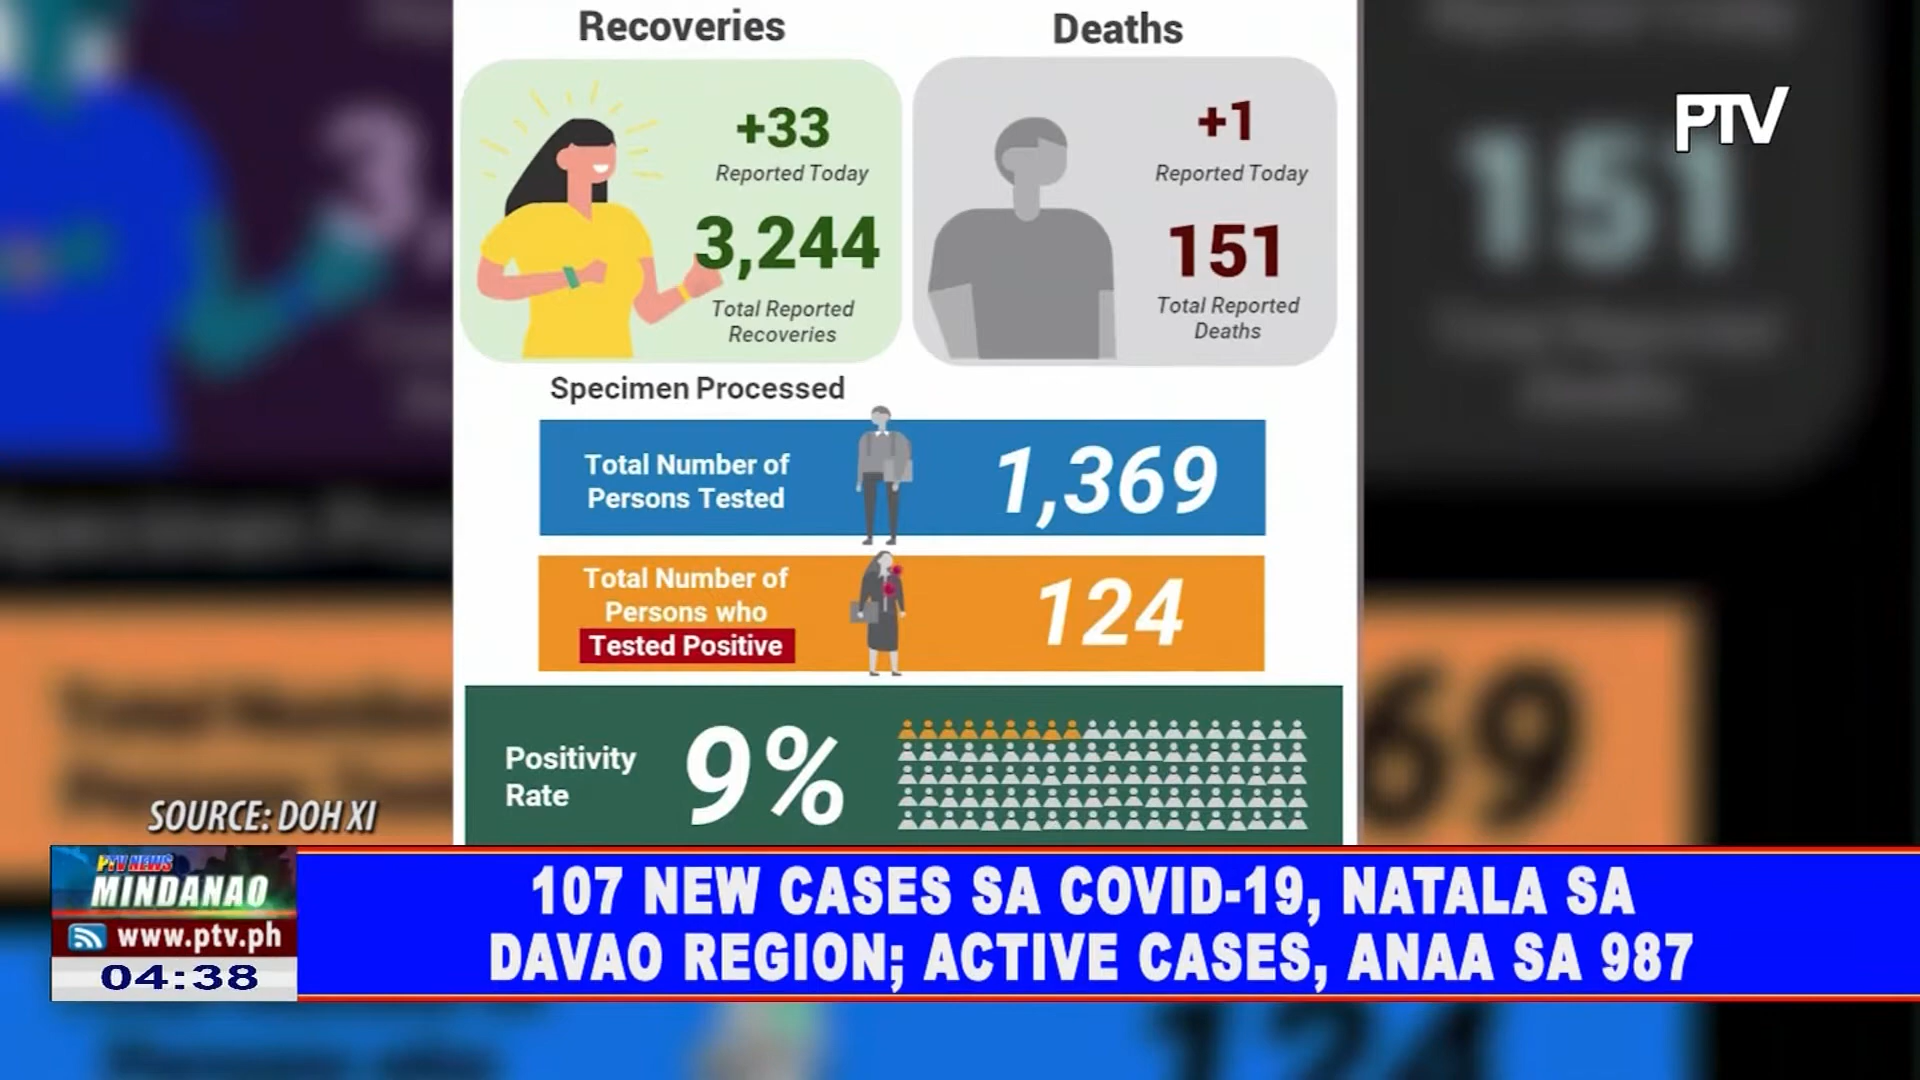 Recoveries
Deaths
+33
Reported Today
3,244
Total Reported
Recoveries
+1
Reported Today
151
Total Reported
Deaths
PTV
151
Specimen Processed
Total Number of
Persons Tested
1,369
Total Number of
Persons who
Tested Positive
124
Positivity
Rate
9%
69
SOURCE: DOH XI
PTV NEWS
MINDANAO
www.ptv.ph
04:38
107 NEW CASES SA COVID-19, NATALA SA
DAVAO REGION; ACTIVE CASES, ANAA SA 987
124